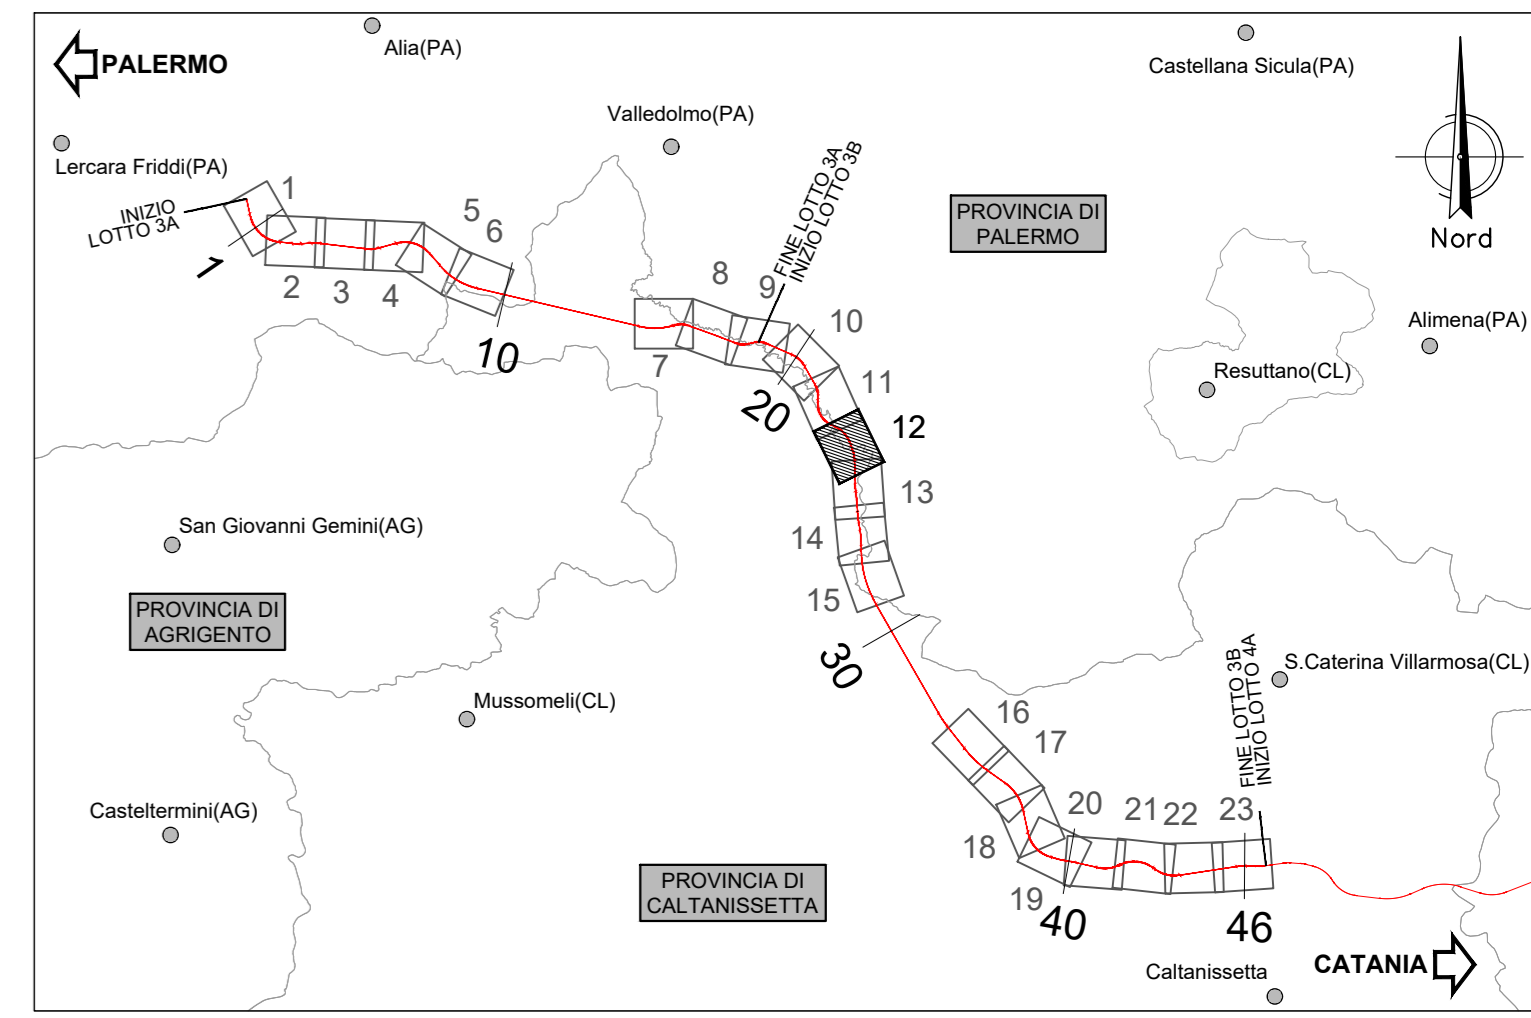 PALERMO
Alia(PA)
Castellana Sicula(PA)
Valledolmo(PA)
Lercara Friddi(PA)
INIZIO
LOTTO 3A
FINE LOTTO 3A
INIZIO LOTTO 3B
PROVINCIA DI
PALERMO
Nord
1
2
3
4
5
6
7
8
9
10
11
12
13
14
15
1
10
20
30
Alimena(PA)
Resuttano(CL)
San Giovanni Gemini(AG)
PROVINCIA DI
AGRIGENTO
Mussomeli(CL)
Casteltermini(AG)
S.Caterina Villarmosa(CL)
FINE LOTTO 3B
INIZIO LOTTO 4A
16
17
18
19
20
21
22
23
40
46
PROVINCIA DI
CALTANISSETTA
Caltanissetta
CATANIA